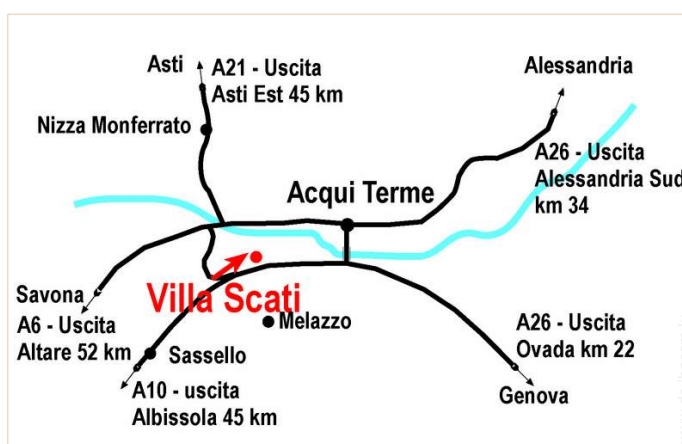 Asti
A21 - Uscita
Asti Est 45 km
Alessandria
Nizza Monferrato
A26 - Uscita
Alessandria Sud
km 34
Acqui Terme
Villa Scati
Savona
A6 - Uscita
Altare 52 km
Melazzo
Sassello
A26 - Uscita
Ovada km 22
A10 - uscita
Albissola 45 km
Genova